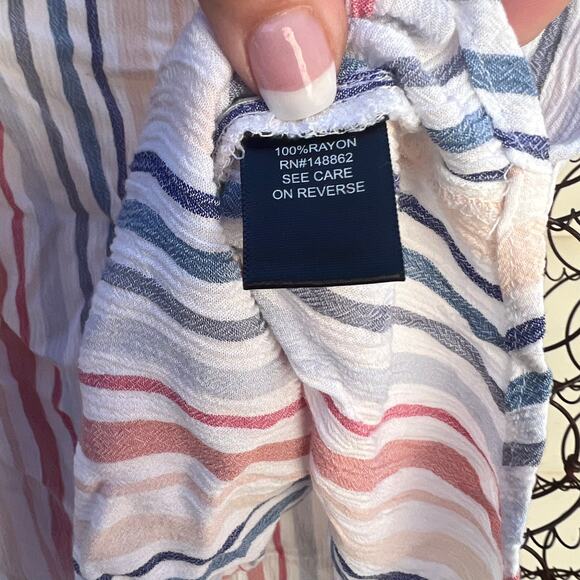 100%RAYON
RN#148862
SEE CARE
ON REVERSE